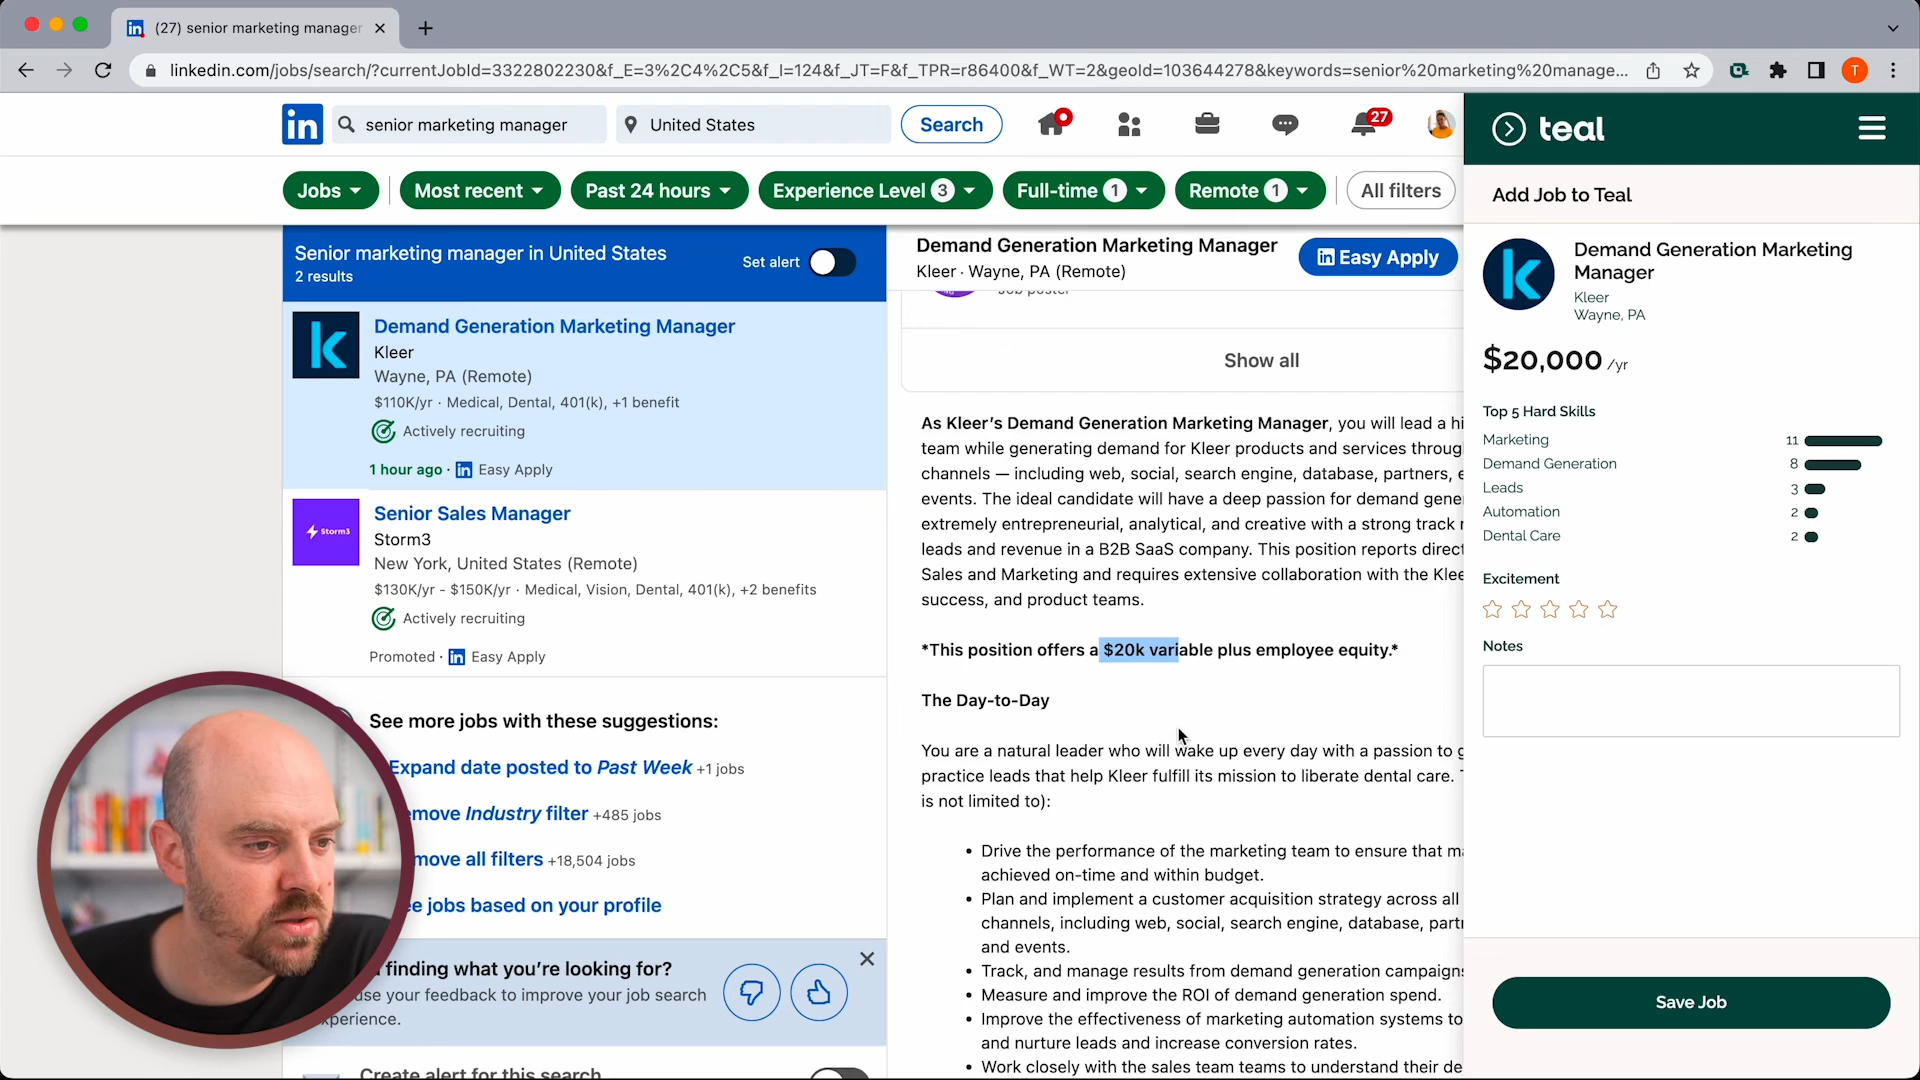 (27) senior marketing manager
linkedin.com/jobs/search/?currentJobId=3322802230&f_E=3%2C4%2C5&f_I=124&f_JT=F&f_TPR=r86400&f_WT=2&geoId=103644278&keywords=senior%20marketing%20manage...
T
in
senior marketing manager
United States
Search
27
Jobs
Most recent
Past 24 hours
Experience Level 3
Full-time 1
Remote 1
All filters
Senior marketing manager in United States
2 results
Set alert
k
Demand Generation Marketing Manager
Kleer
Wayne, PA (Remote)
$110K/yr · Medical, Dental, 401(k), +1 benefit
Actively recruiting
1 hour ago · in Easy Apply
Storm3
Senior Sales Manager
Storm3
New York, United States (Remote)
$130K/yr - $150K/yr · Medical, Vision, Dental, 401(k), +2 benefits
Actively recruiting
Promoted · in Easy Apply
See more jobs with these suggestions:
Expand date posted to Past Week +1 jobs
move Industry filter +485 jobs
move all filters +18,504 jobs
ee jobs based on your profile
finding what you're looking for?
use your feedback to improve your job search
xperience.
Create alert for this search
Demand Generation Marketing Manager
Kleer · Wayne, PA (Remote)
in Easy Apply
Job poster
Show all
As Kleer's Demand Generation Marketing Manager, you will lead a hi
team while generating demand for Kleer products and services throug
channels — including web, social, search engine, database, partners, e
events. The ideal candidate will have a deep passion for demand gene
extremely entrepreneurial, analytical, and creative with a strong track r
leads and revenue in a B2B SaaS company. This position reports direct
Sales and Marketing and requires extensive collaboration with the Klee
success, and product teams.
*This position offers a $20k variable plus employee equity.*
The Day-to-Day
You are a natural leader who will wake up every day with a passion to g
practice leads that help Kleer fulfill its mission to liberate dental care. T
is not limited to):
• Drive the performance of the marketing team to ensure that ma
achieved on-time and within budget.
• Plan and implement a customer acquisition strategy across all
channels, including web, social, search engine, database, partn
and events.
• Track, and manage results from demand generation campaigns
• Measure and improve the ROI of demand generation spend.
• Improve the effectiveness of marketing automation systems to
and nurture leads and increase conversion rates.
• Work closely with the sales team teams to understand their de
teal
Add Job to Teal
k
Demand Generation Marketing
Manager
Kleer
Wayne, PA
$20,000 /yr
Top 5 Hard Skills
Marketing 11
Demand Generation 8
Leads 3
Automation 2
Dental Care 2
Excitement
Notes
Save Job